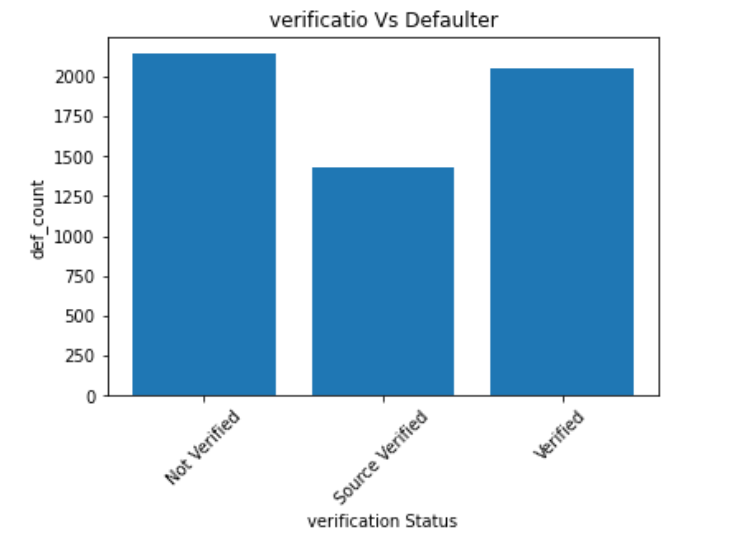 verificatio Vs Defaulter
def_count
2000
1750
1500
1250
1000
750
500
250
0
Not Verified
Source Verified
Verified
verification Status